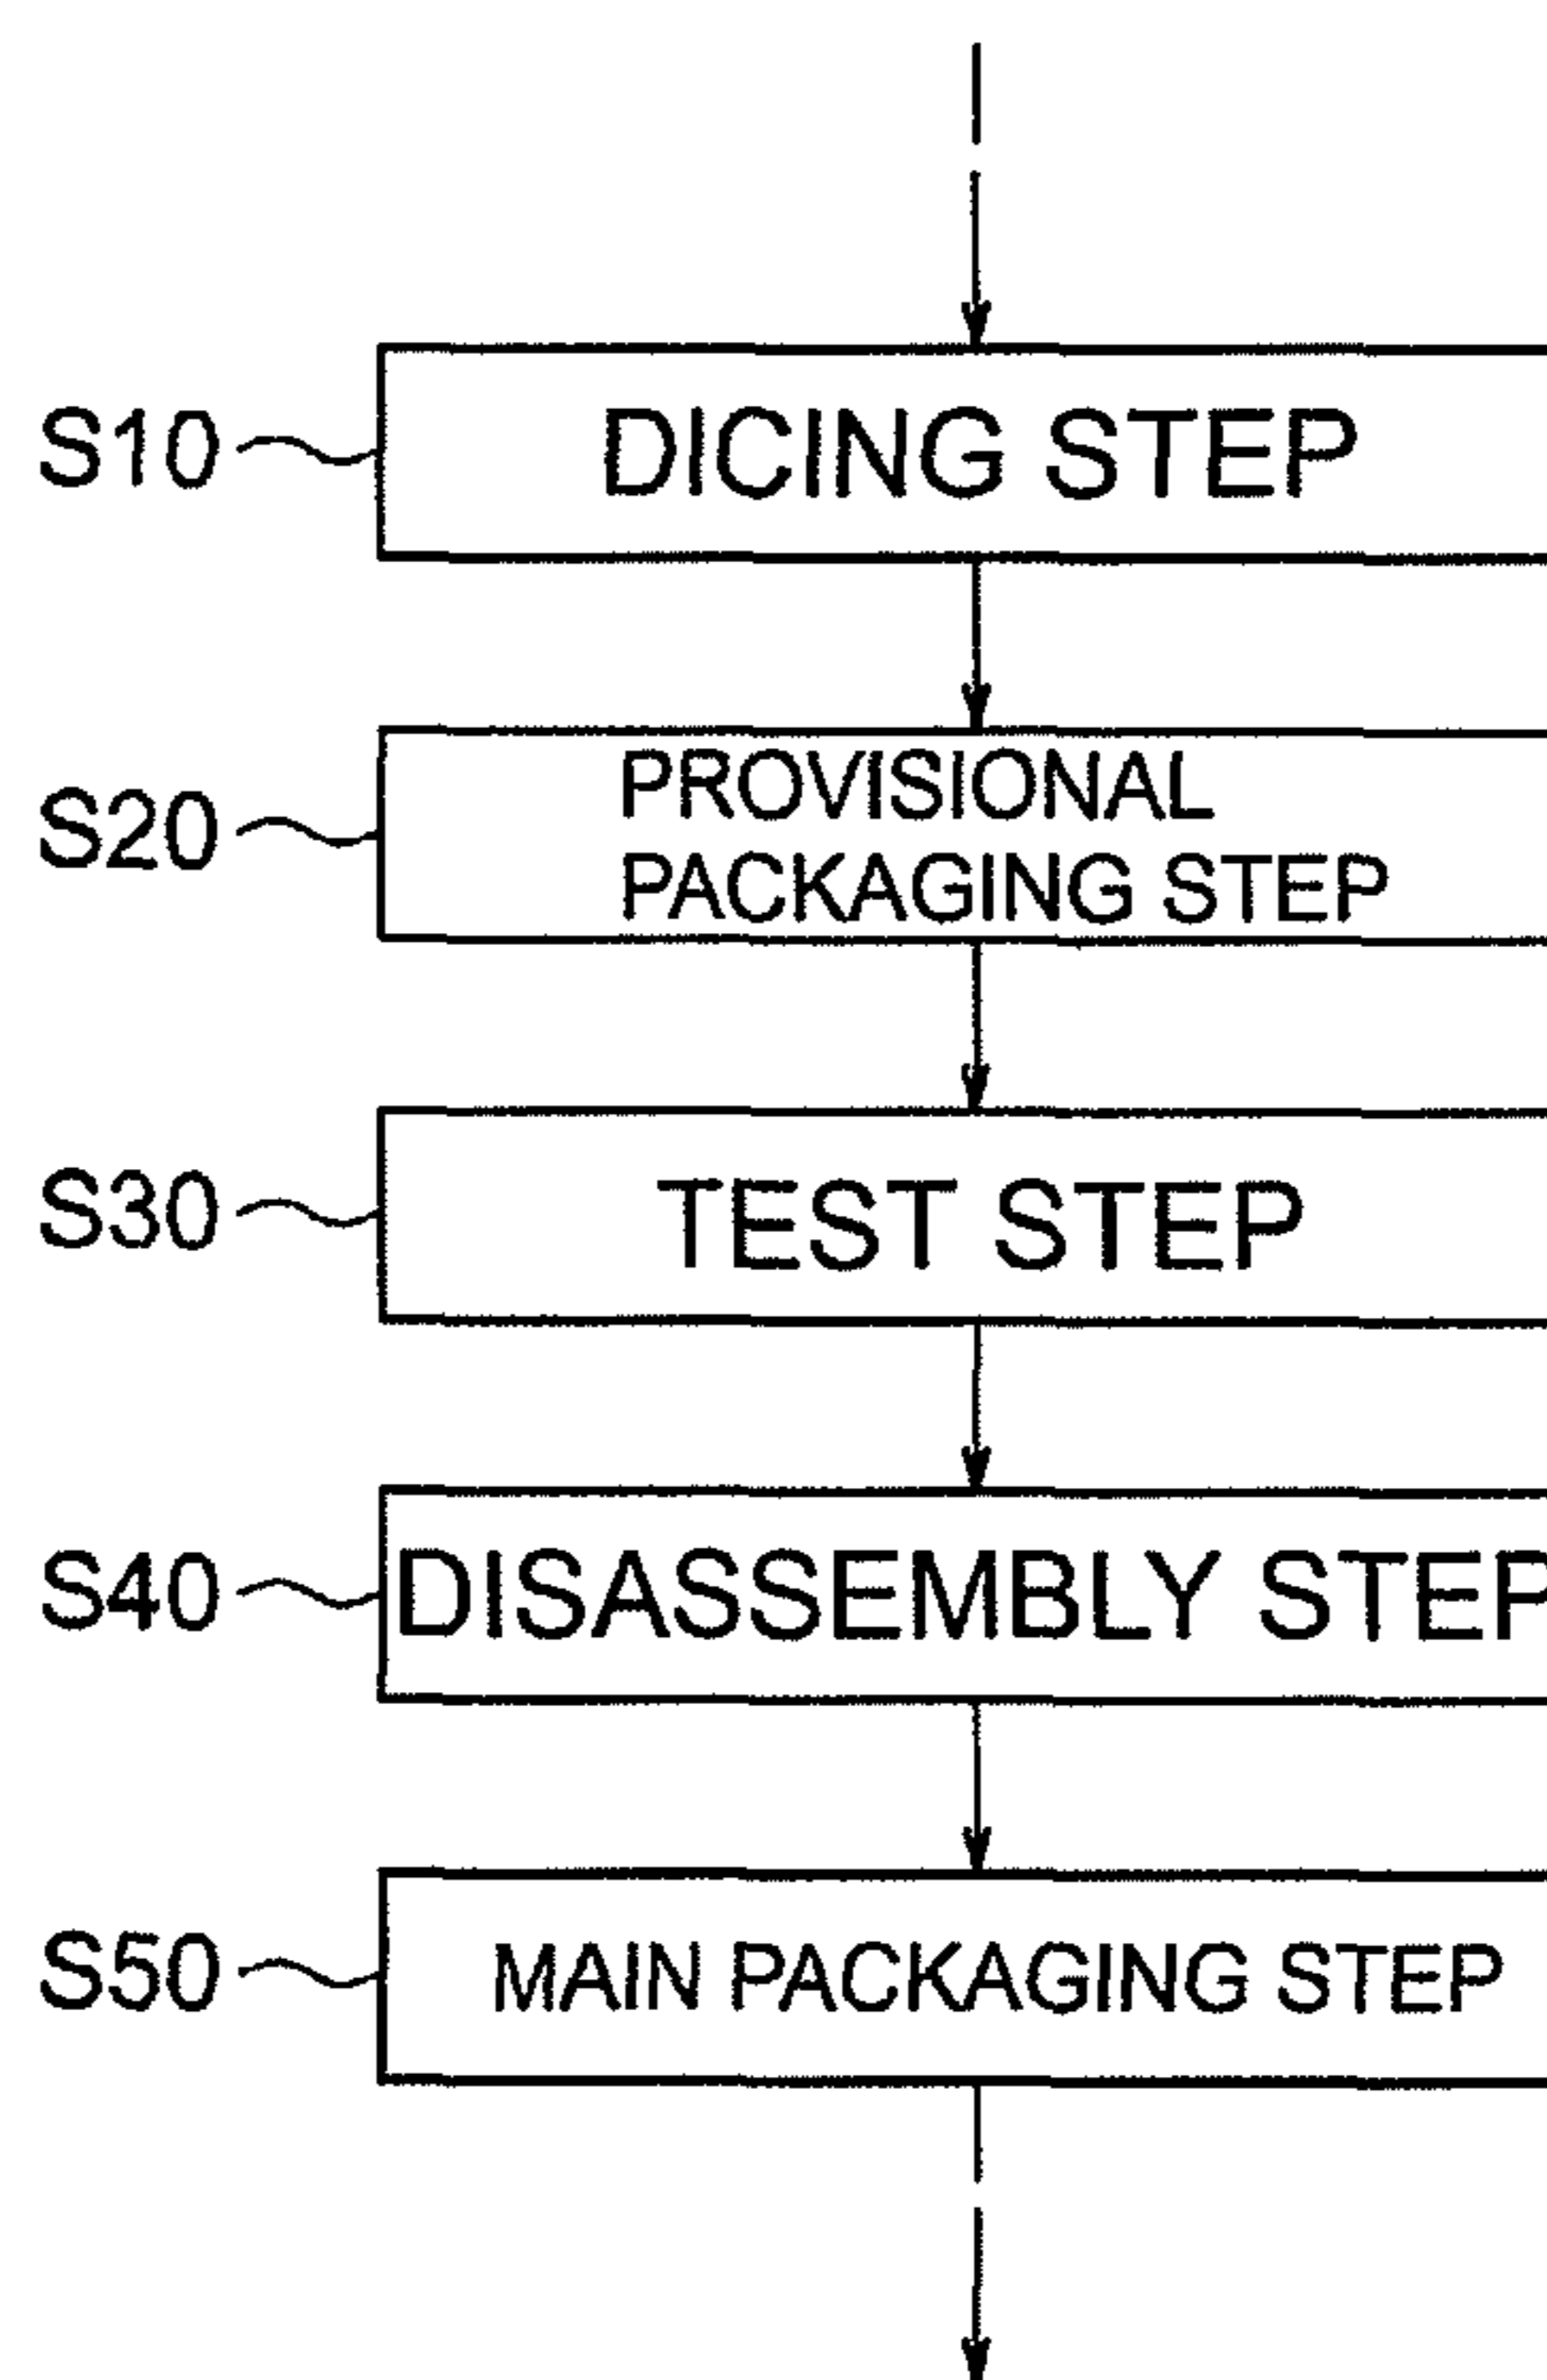 S10 DICING STEP
S20 PROVISIONAL
PACKAGING STEP
S30 TEST STEP
S40 DISASSEMBLY STEP
S50 MAIN PACKAGING STEP